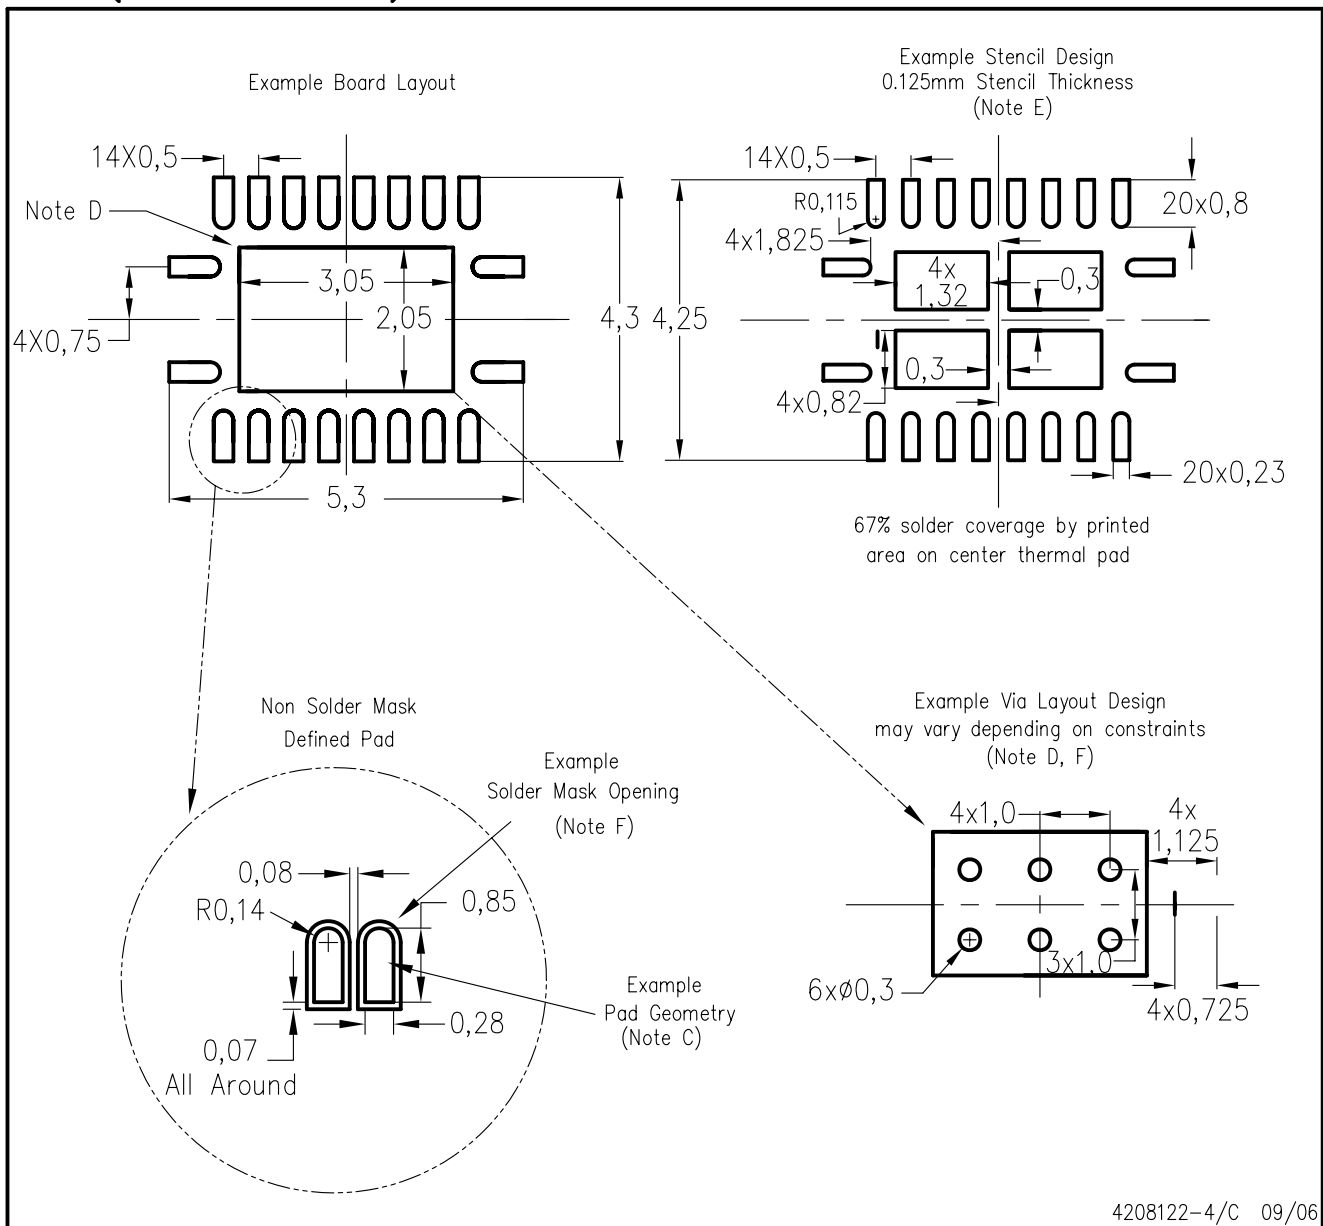 Example Board Layout
14X0,5
Note D
3,05
2,05
4,3
4X0,75
5,3
Example Stencil Design
0.125mm Stencil Thickness
(Note E)
14X0,5
R0,115
20x0,8
4x1,825
4x
1,32
0,3
4,25
0,3
4x0,82
20x0,23
67% solder coverage by printed
area on center thermal pad
Non Solder Mask
Defined Pad
Example
Solder Mask Opening
(Note F)
0,08
R0,14
0,85
Example
Pad Geometry
(Note C)
0,28
0,07
All Around
Example Via Layout Design
may vary depending on constraints
(Note D, F)
4x1,0
4x
1,125
3x1,0
6xø0,3
4x0,725
4208122-4/C 09/06